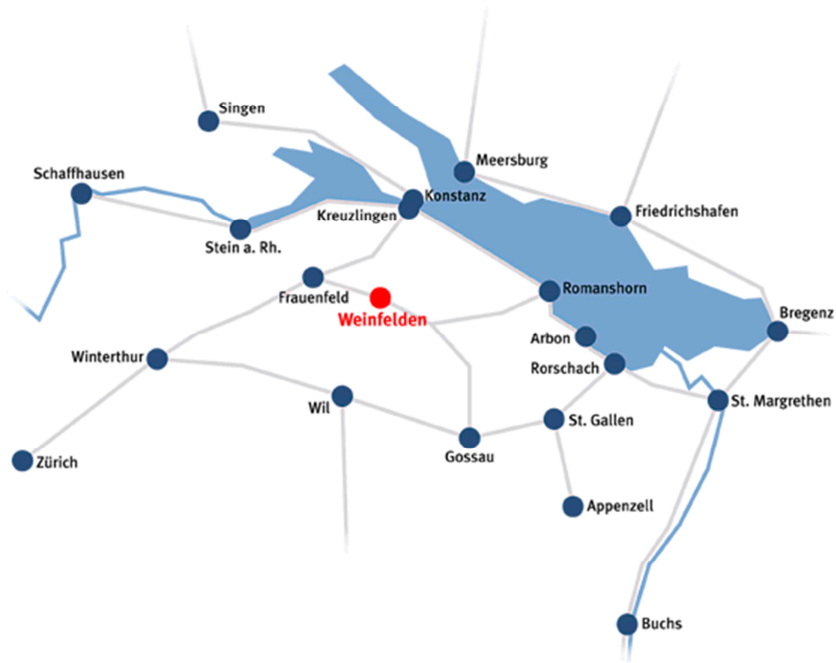 Singen
Meersburg
Schaffhausen
Konstanz
Kreuzlingen
Friedrichshafen
Stein a. Rh.
Frauenfeld
Romanshorn
Weinfelden
Bregenz
Arbon
Winterthur
Rorschach
St. Margrethen
Wil
St. Gallen
Gossau
Zürich
Appenzell
Buchs